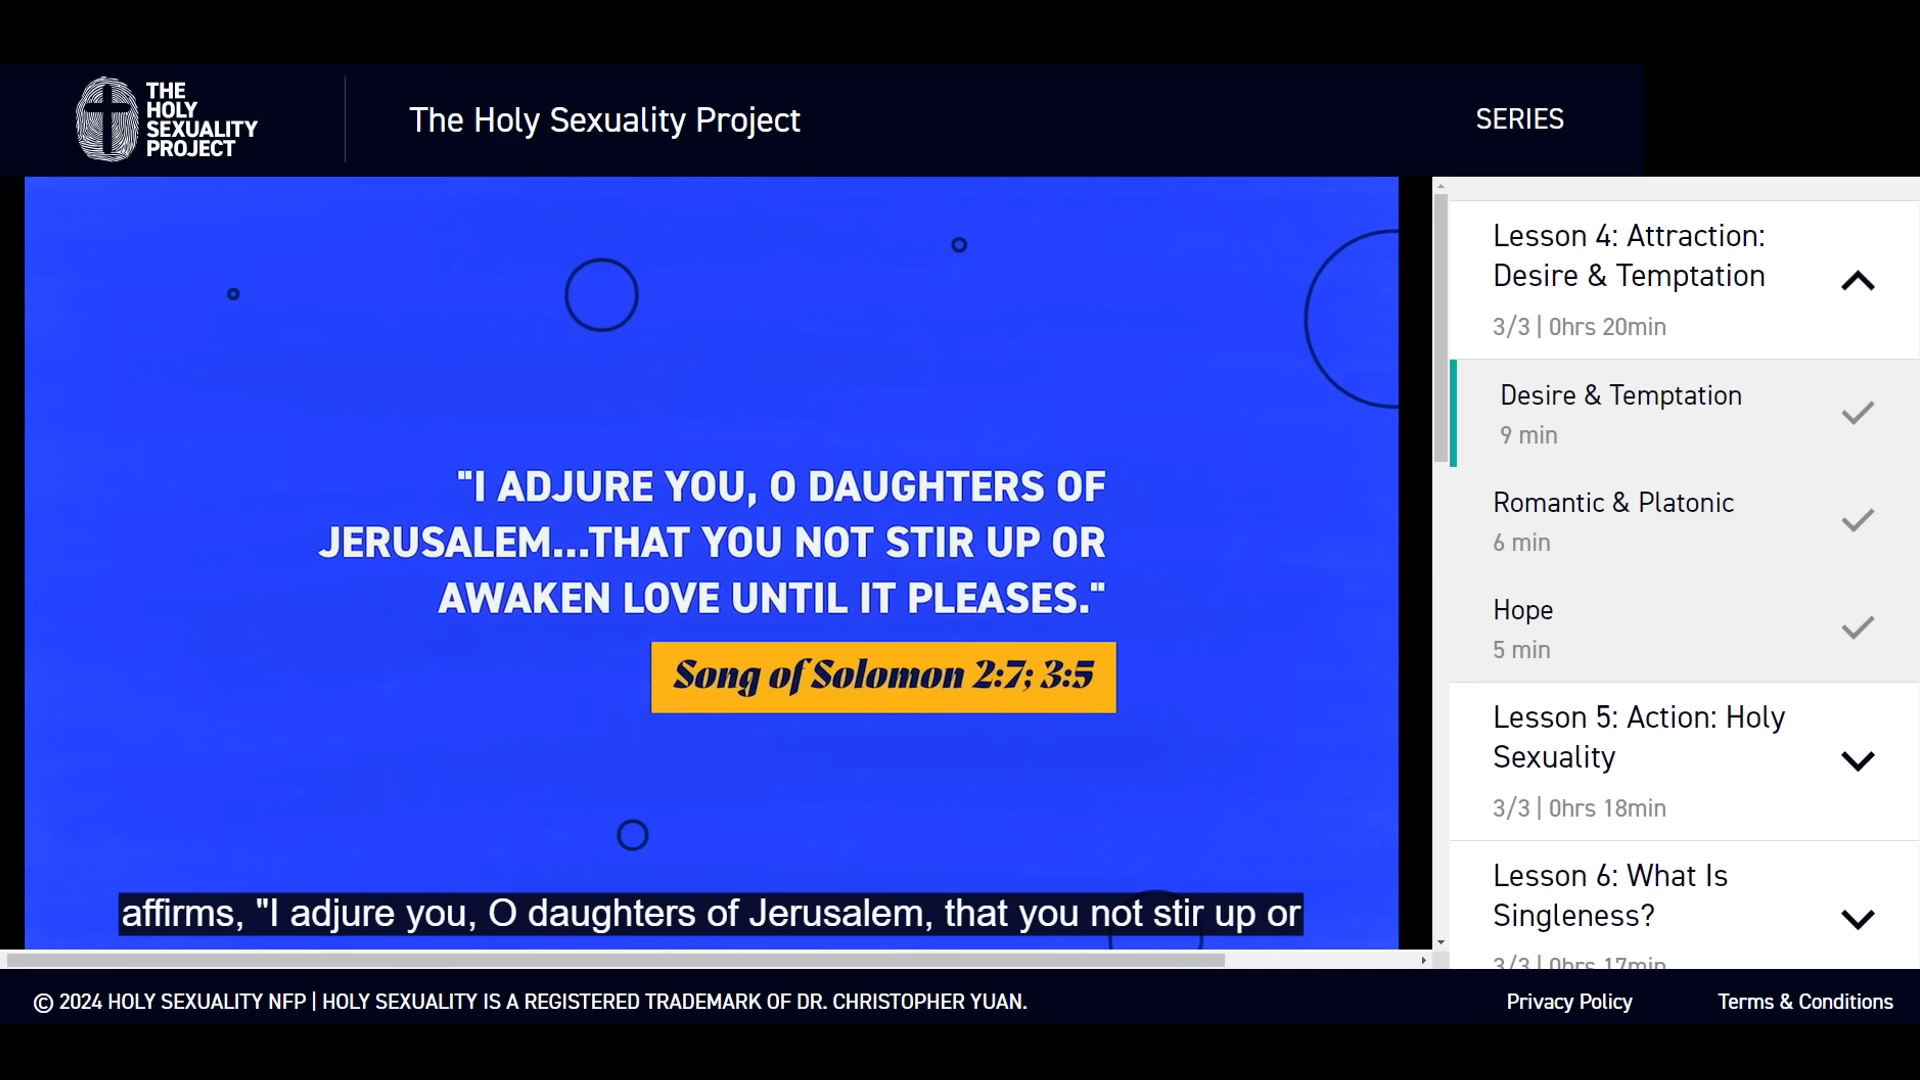 THE
HOLY
SEXUALITY
PROJECT
The Holy Sexuality Project
SERIES
"I ADJURE YOU, O DAUGHTERS OF
JERUSALEM...THAT YOU NOT STIR UP OR
AWAKEN LOVE UNTIL IT PLEASES."
Song of Solomon 2:7; 3:5
affirms, "I adjure you, O daughters of Jerusalem, that you not stir up or
Lesson 4: Attraction:
Desire & Temptation
3/3 | 0hrs 20min
Desire & Temptation
9 min
Romantic & Platonic
6 min
Hope
5 min
Lesson 5: Action: Holy
Sexuality
3/3 | 0hrs 18min
Lesson 6: What Is
Singleness?
3/3 | 0hrs 17min
© 2024 HOLY SEXUALITY NFP | HOLY SEXUALITY IS A REGISTERED TRADEMARK OF DR. CHRISTOPHER YUAN.
Privacy Policy
Terms & Conditions